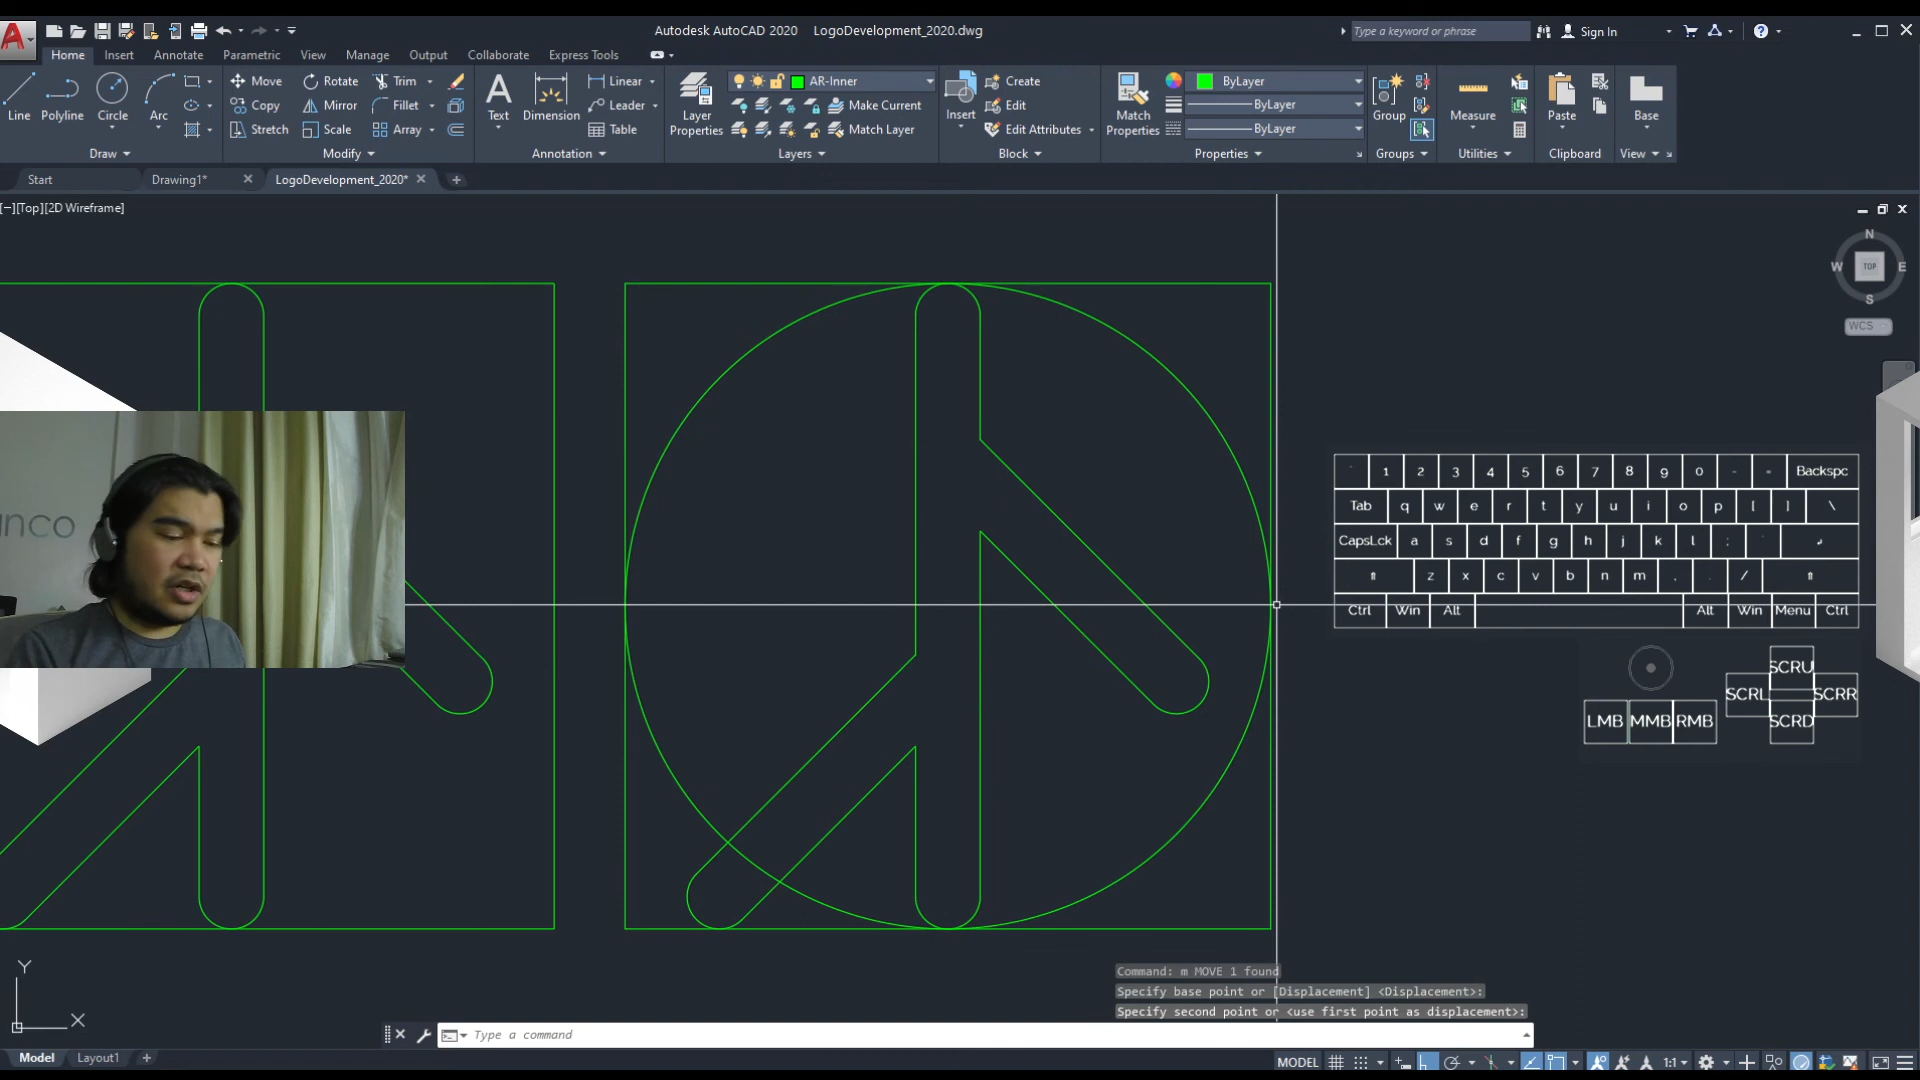 Autodesk AutoCAD 2020 LogoDevelopment_2020.dwg
Type a keyword or phrase
Sign In
Home Insert Annotate Parametric View Manage Output Collaborate Express Tools
Line Polyline Circle Arc
Move Rotate Trim
Copy Mirror Fillet
Stretch Scale Array
Text Dimension
Linear
Leader
Table
Layer Properties
AR-Inner
Make Current
Match Layer
Insert
Create
Edit
Edit Attributes
Match Properties
ByLayer
ByLayer
ByLayer
Group
Measure
Paste
Base
Draw Modify Annotation Layers Block Properties Groups Utilities Clipboard View
Start Drawing1* LogoDevelopment_2020*
[−][Top][2D Wireframe]
N
W TOP E
S
WCS
anco
` 1 2 3 4 5 6 7 8 9 0 - = Backspc
Tab q w e r t y u i o p [ ] \
CapsLck a s d f g h j k l ; '
z x c v b n m , . /
Ctrl Win Alt Alt Win Menu Ctrl
SCRU
SCRL SCRR
LMB MMB RMB SCRD
Y
X
Command: m MOVE 1 found
Specify base point or [Displacement] <Displacement>:
Specify second point or <use first point as displacement>:
Type a command
Model Layout1
MODEL 1:1